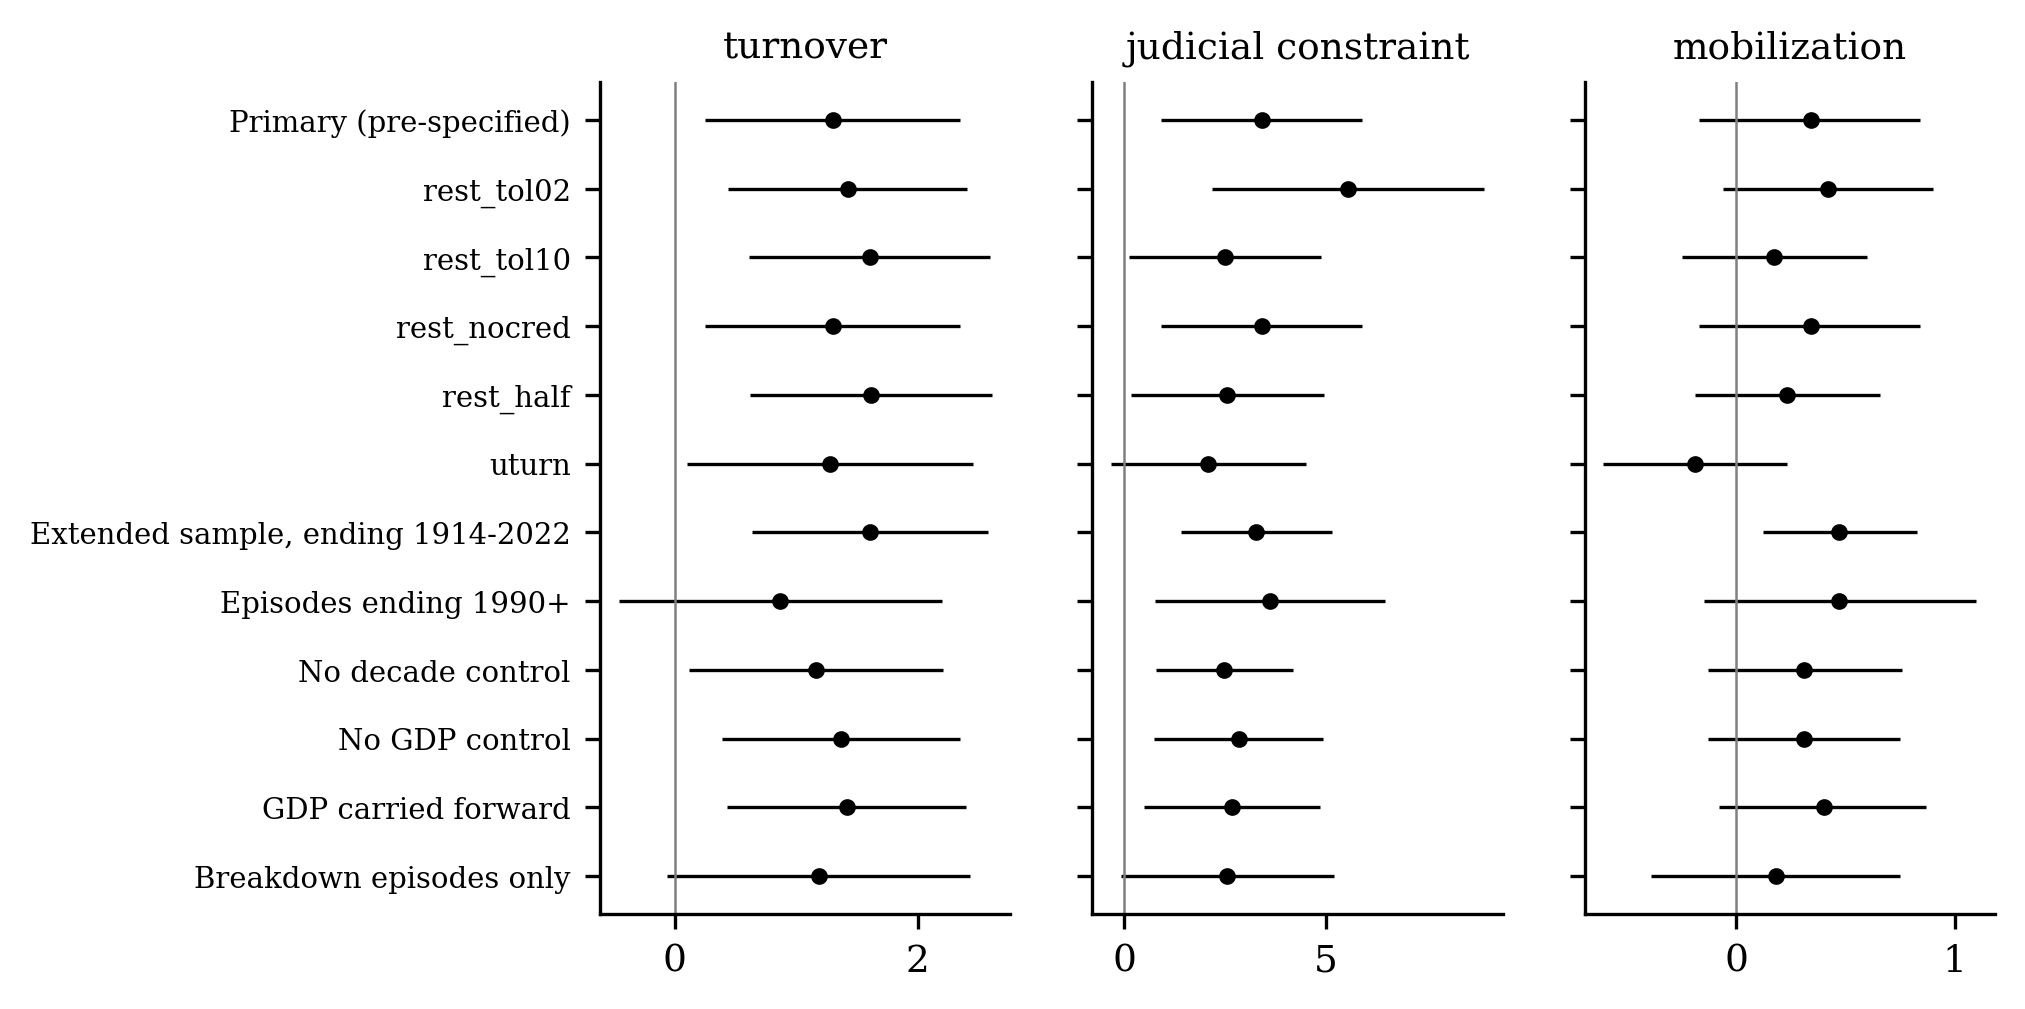 turnover
judicial constraint
mobilization
Primary (pre-specified)
rest_tol02
rest_tol10
rest_nocred
rest_half
uturn
Extended sample, ending 1914-2022
Episodes ending 1990+
No decade control
No GDP control
GDP carried forward
Breakdown episodes only
0 2
0 5
0 1